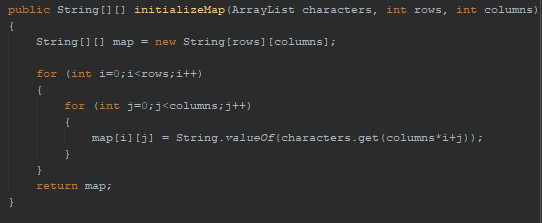 public String[][] initializeMap(ArrayList characters, int rows, int columns)
{
String[][] map = new String[rows][columns];
for (int i=0;i<rows;i++)
{
for (int j=0;j<columns;j++)
{
map[i][j] = String.valueOf(characters.get(columns*i+j));
}
}
return map;
}